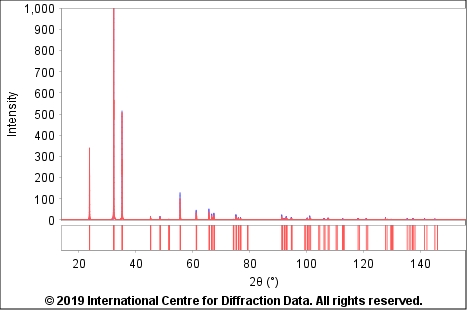 1,000
900
800
700
600
500
400
300
200
100
0
Intensity
20 40 60 80 100 120 140
2θ (°)
© 2019 International Centre for Diffraction Data. All rights reserved.